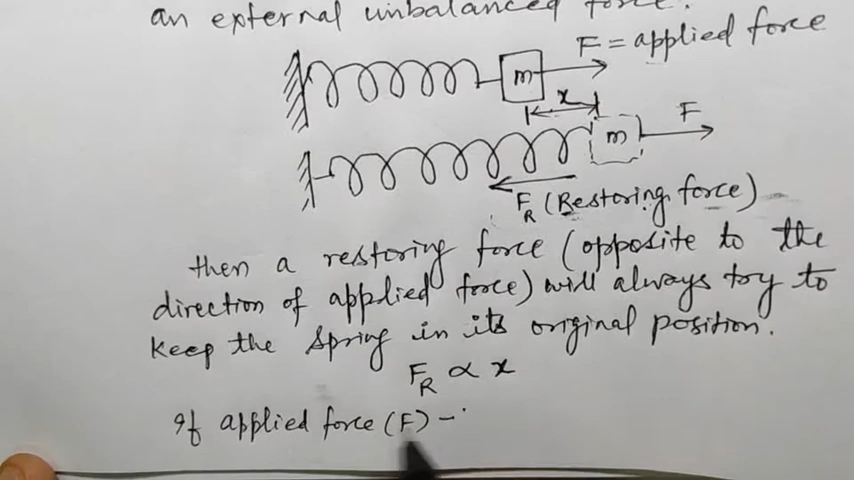 an external unbalanced force.
F = applied force
m
x
F
m
F_R (Restoring force)
then a restoring force (opposite to the
direction of applied force) will always try to
keep the spring in its original position.
F_R ∝ x
If applied force (F) –